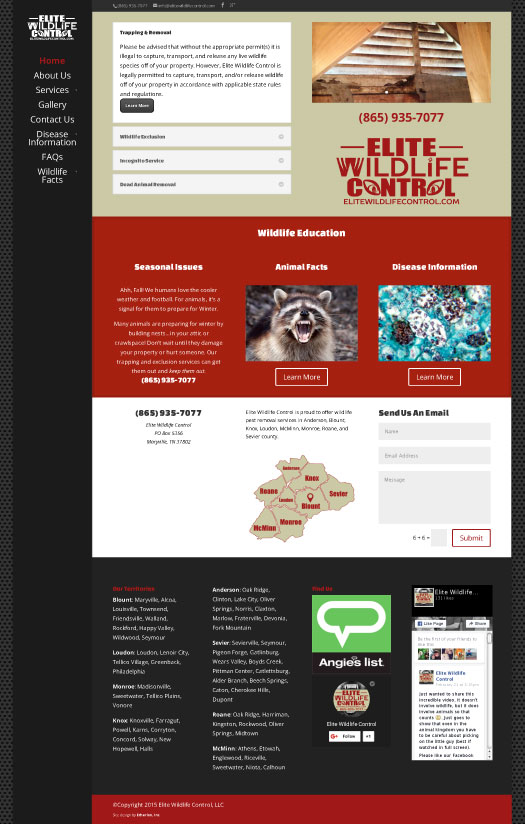 (865) 935-7077
info@elitewildlifecontrol.com
ELITE
WILDLIFE
CONTROL
ELITEWILDLIFECONTROL.COM
Home
About Us
Services
Gallery
Contact Us
Disease
Information
FAQs
Wildlife
Facts
Trapping & Removal
Please be advised that without the appropriate permit(s) it is
illegal to capture, transport, and release any live wildlife
species off of your property. However, Elite Wildlife Control is
legally permitted to capture, transport, and/or release wildlife
off of your property in accordance with applicable state rules
and regulations.
Learn More
Wildlife Exclusion
Incognito Service
Dead Animal Removal
(865) 935-7077
ELITE
WILDLIFE
CONTROL
ELITEWILDLIFECONTROL.COM
Wildlife Education
Seasonal Issues
Ahh, Fall! We humans love the cooler
weather and football. For animals, it's a
signal for them to prepare for Winter.
Many animals are preparing for winter by
building nests...in your attic or
crawlspace! Don't wait until they damage
your property or hurt someone. Our
trapping and exclusion services can get
them out and keep them out.
(865) 935-7077
Animal Facts
Learn More
Disease Information
Learn More
(865) 935-7077
Elite Wildlife Control
PO Box 5356
Maryville, TN 37802
Elite Wildlife Control is proud to offer wildlife
pest removal services in Anderson, Blount,
Knox, Loudon, McMinn, Monroe, Roane, and
Sevier county.
Anderson
Knox
Roane
Loudon
Sevier
Blount
Monroe
McMinn
Send Us An Email
Name
Email Address
Message
6 + 6 =
Submit
Our Territories
Blount: Maryville, Alcoa,
Louisville, Townsend,
Friendsville, Walland,
Rockford, Happy Valley,
Wildwood, Seymour
Loudon: Loudon, Lenoir City,
Tellico Village, Greenback,
Philadelphia
Monroe: Madisonville,
Sweetwater, Tellico Plains,
Vonore
Knox: Knoxville, Farragut,
Powell, Karns, Corryton,
Concord, Solway, New
Hopewell, Halls
Anderson: Oak Ridge,
Clinton, Lake City, Oliver
Springs, Norris, Claxton,
Marlow, Fraterville, Devonia,
Fork Mountain
Sevier: Sevierville, Seymour,
Pigeon Forge, Gatlinburg,
Wears Valley, Boyds Creek,
Pittman Center, Catlettsburg,
Alder Branch, Beech Springs,
Caton, Cherokee Hills,
Dupont
Roane: Oak Ridge, Harriman,
Kingston, Rockwood, Oliver
Springs, Midtown
McMinn: Athens, Etowah,
Englewood, Riceville,
Sweetwater, Niota, Calhoun
Find Us
Angie's list
Elite Wildlife Control
Follow
+1
Elite Wildlife...
131 likes
Like Page
Share
Be the first of your friends to
like this
Elite Wildlife
Control
Just wanted to share this
incredible video. It doesn't
involve wildlife, but it does
involve animals so that
counts Just goes to
show that even in the
animal kingdom you have
to be careful about picking
on the little guy (best if
watched in full screen).
Please like our Facebook
©Copyright 2015 Elite Wildlife Control, LLC
Site design by Etherton, Ink.